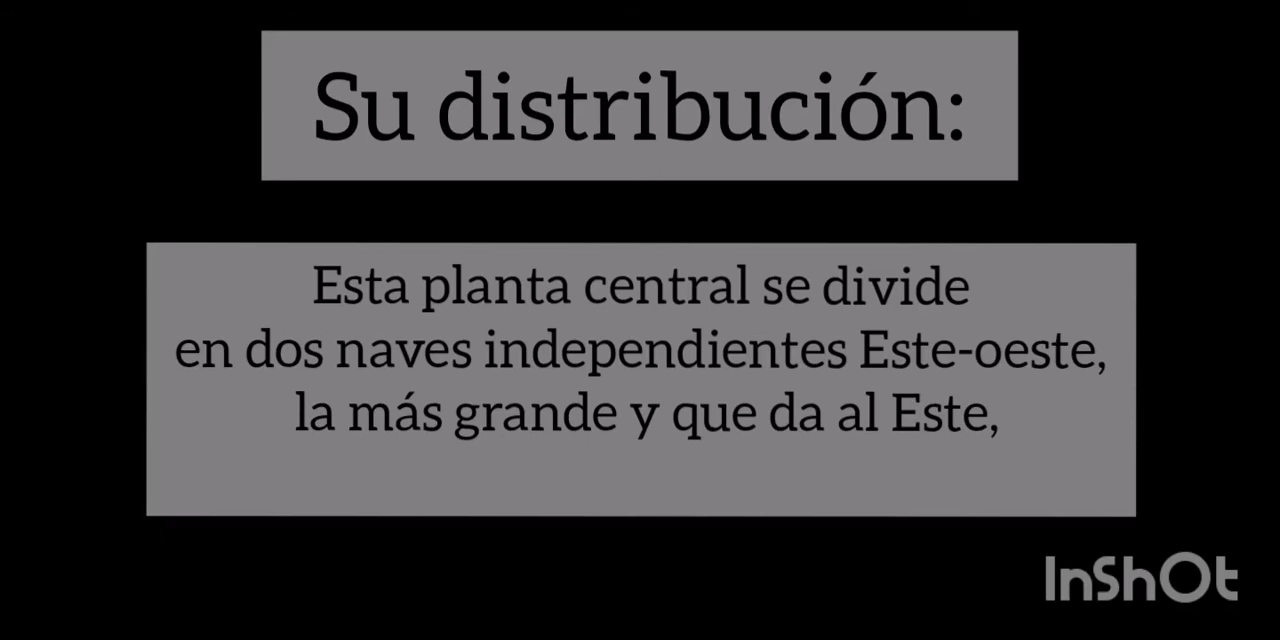 Su distribución:
Esta planta central se divide
en dos naves independientes Este-oeste,
la más grande y que da al Este,
InShOt